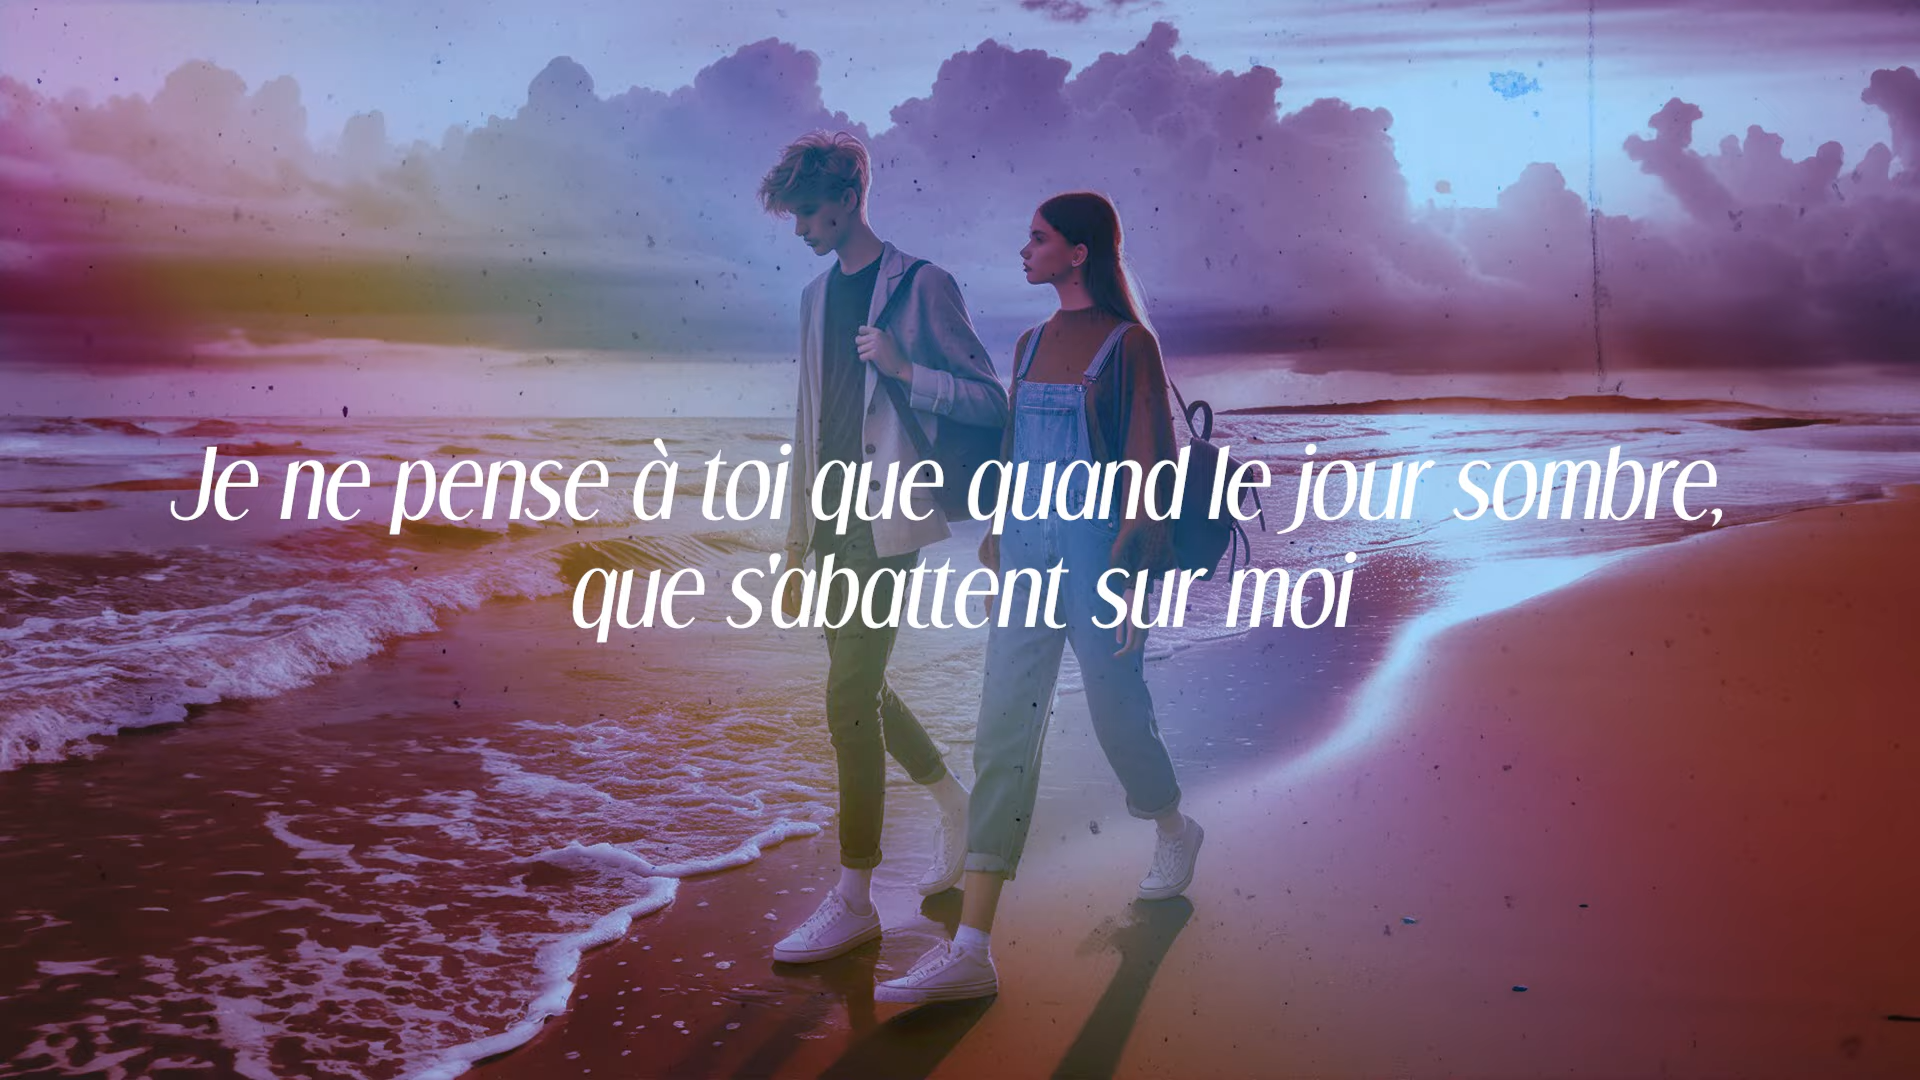 Je ne pense à toi que quand le jour sombre,
que s'abattent sur moi